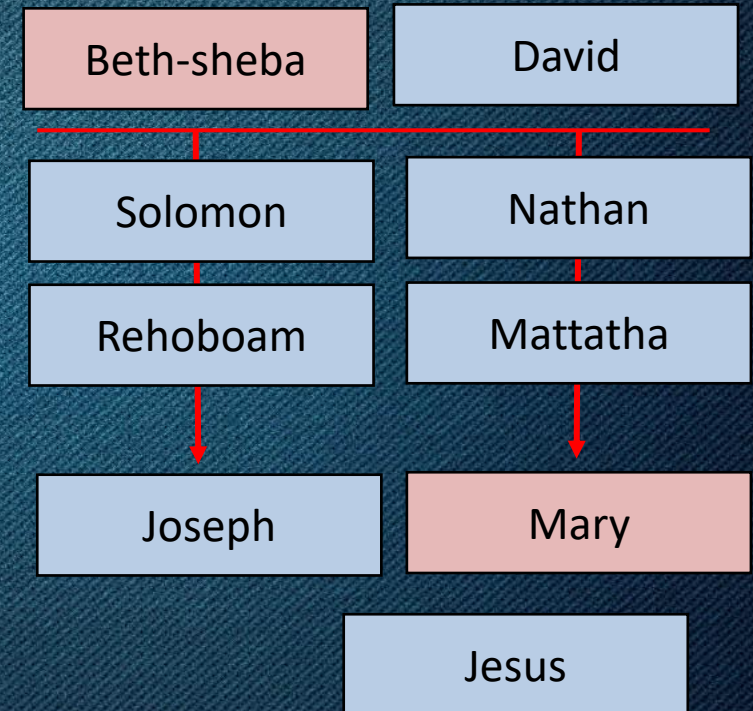 Beth-sheba
David
Solomon
Nathan
Rehoboam
Mattatha
Joseph
Mary
Jesus